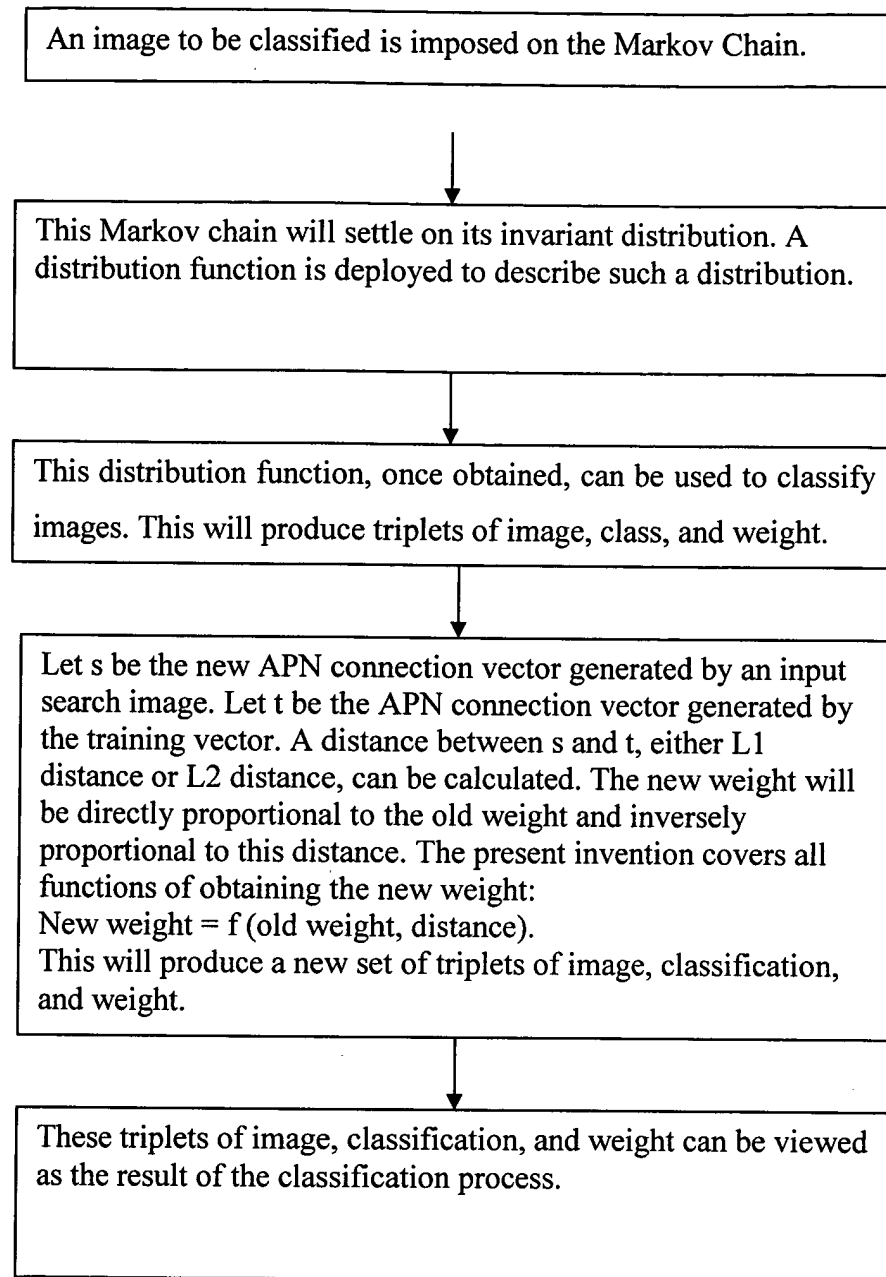 An image to be classified is imposed on the Markov Chain.
This Markov chain will settle on its invariant distribution. A
distribution function is deployed to describe such a distribution.
This distribution function, once obtained, can be used to classify
images. This will produce triplets of image, class, and weight.
Let s be the new APN connection vector generated by an input
search image. Let t be the APN connection vector generated by
the training vector. A distance between s and t, either L1
distance or L2 distance, can be calculated. The new weight will
be directly proportional to the old weight and inversely
proportional to this distance. The present invention covers all
functions of obtaining the new weight:
New weight = f (old weight, distance).
This will produce a new set of triplets of image, classification,
and weight.
These triplets of image, classification, and weight can be viewed
as the result of the classification process.